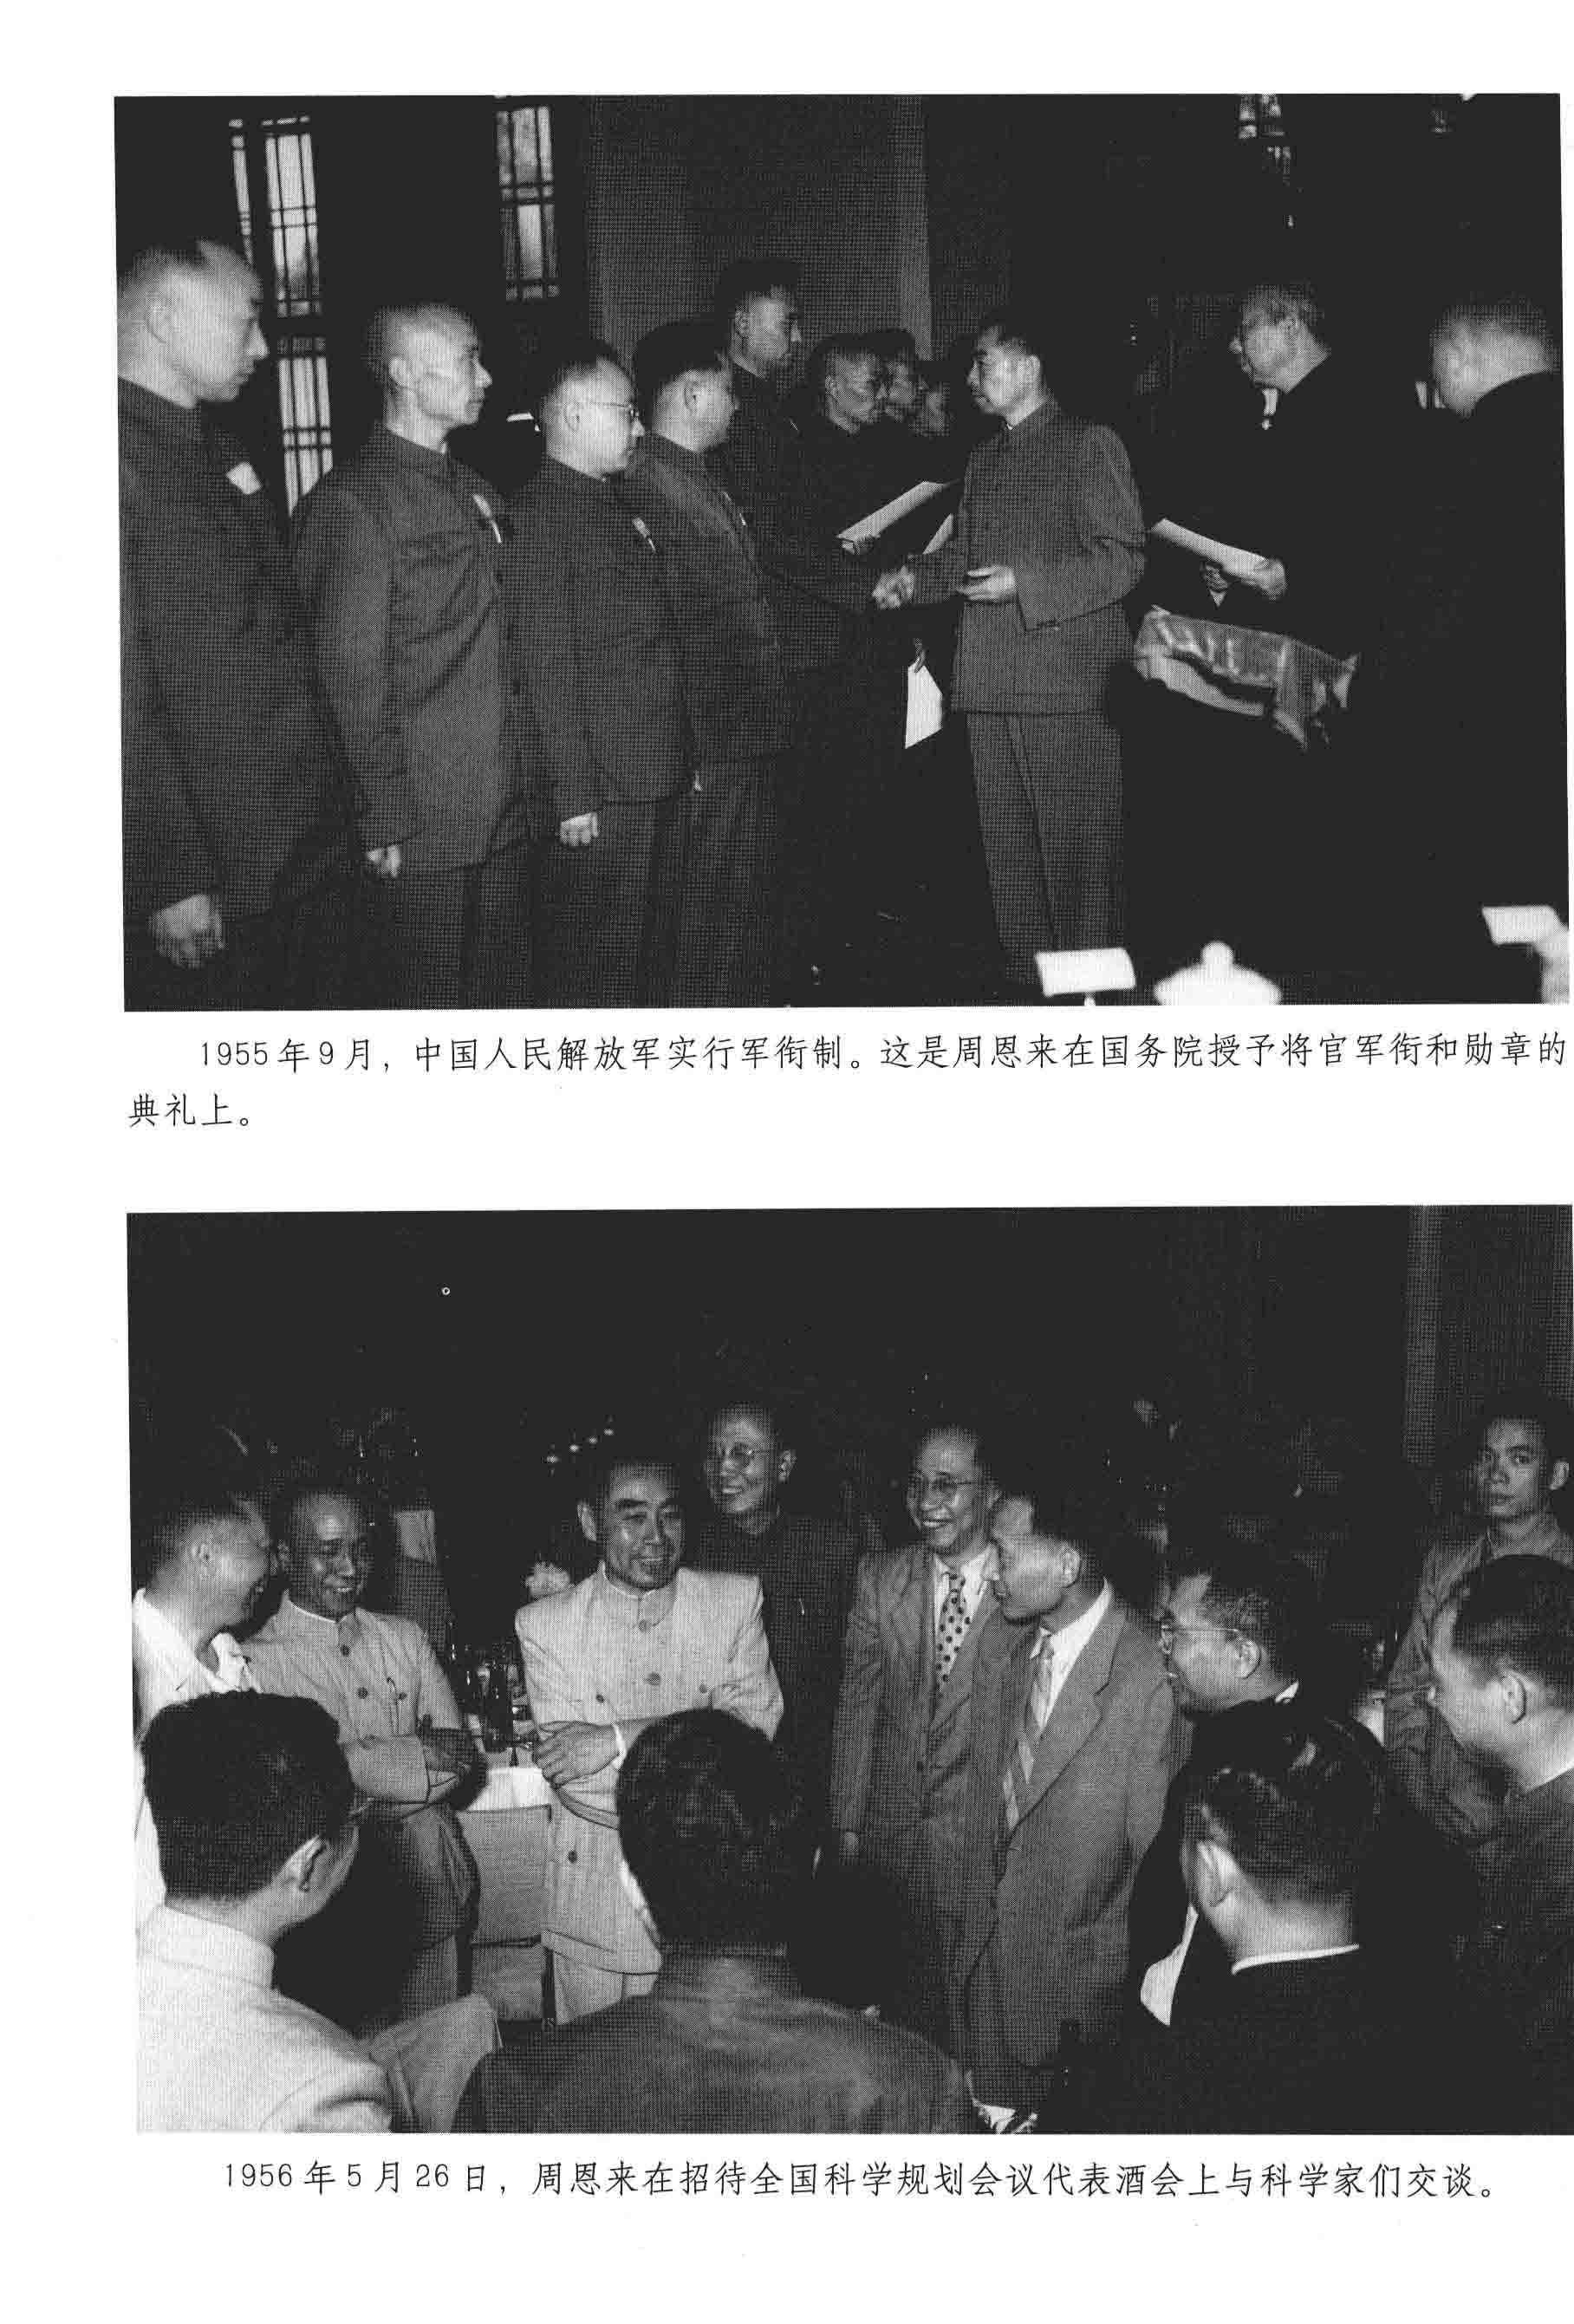 1955年9月，中国人民解放军实行军衔制。这是周恩来在国务院授予将官军衔和勋章的
典礼上。
1956年5月26日，周恩来在招待全国科学规划会议代表酒会上与科学家们交谈。